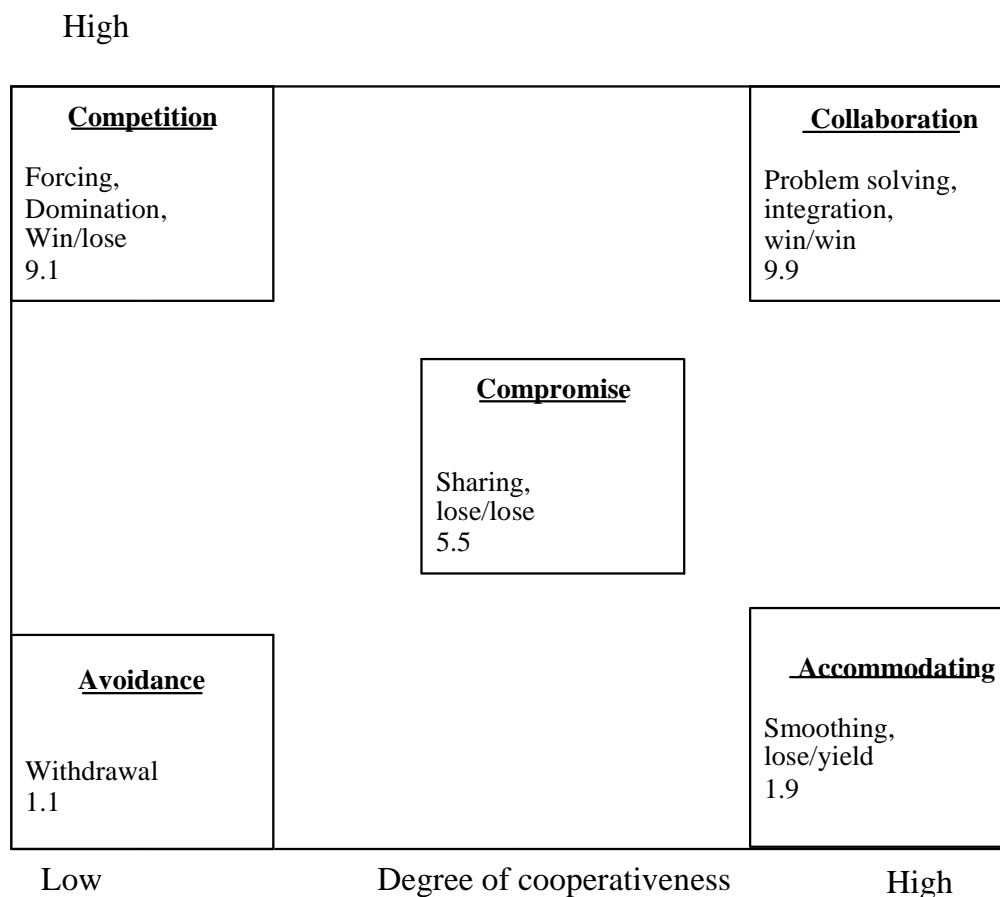 High
Competition
Forcing,
Domination,
Win/lose
9.1
Collaboration
Problem solving,
integration,
win/win
9.9
Compromise
Sharing,
lose/lose
5.5
Avoidance
Withdrawal
1.1
Accommodating
Smoothing,
lose/yield
1.9
Low
Degree of cooperativeness
High